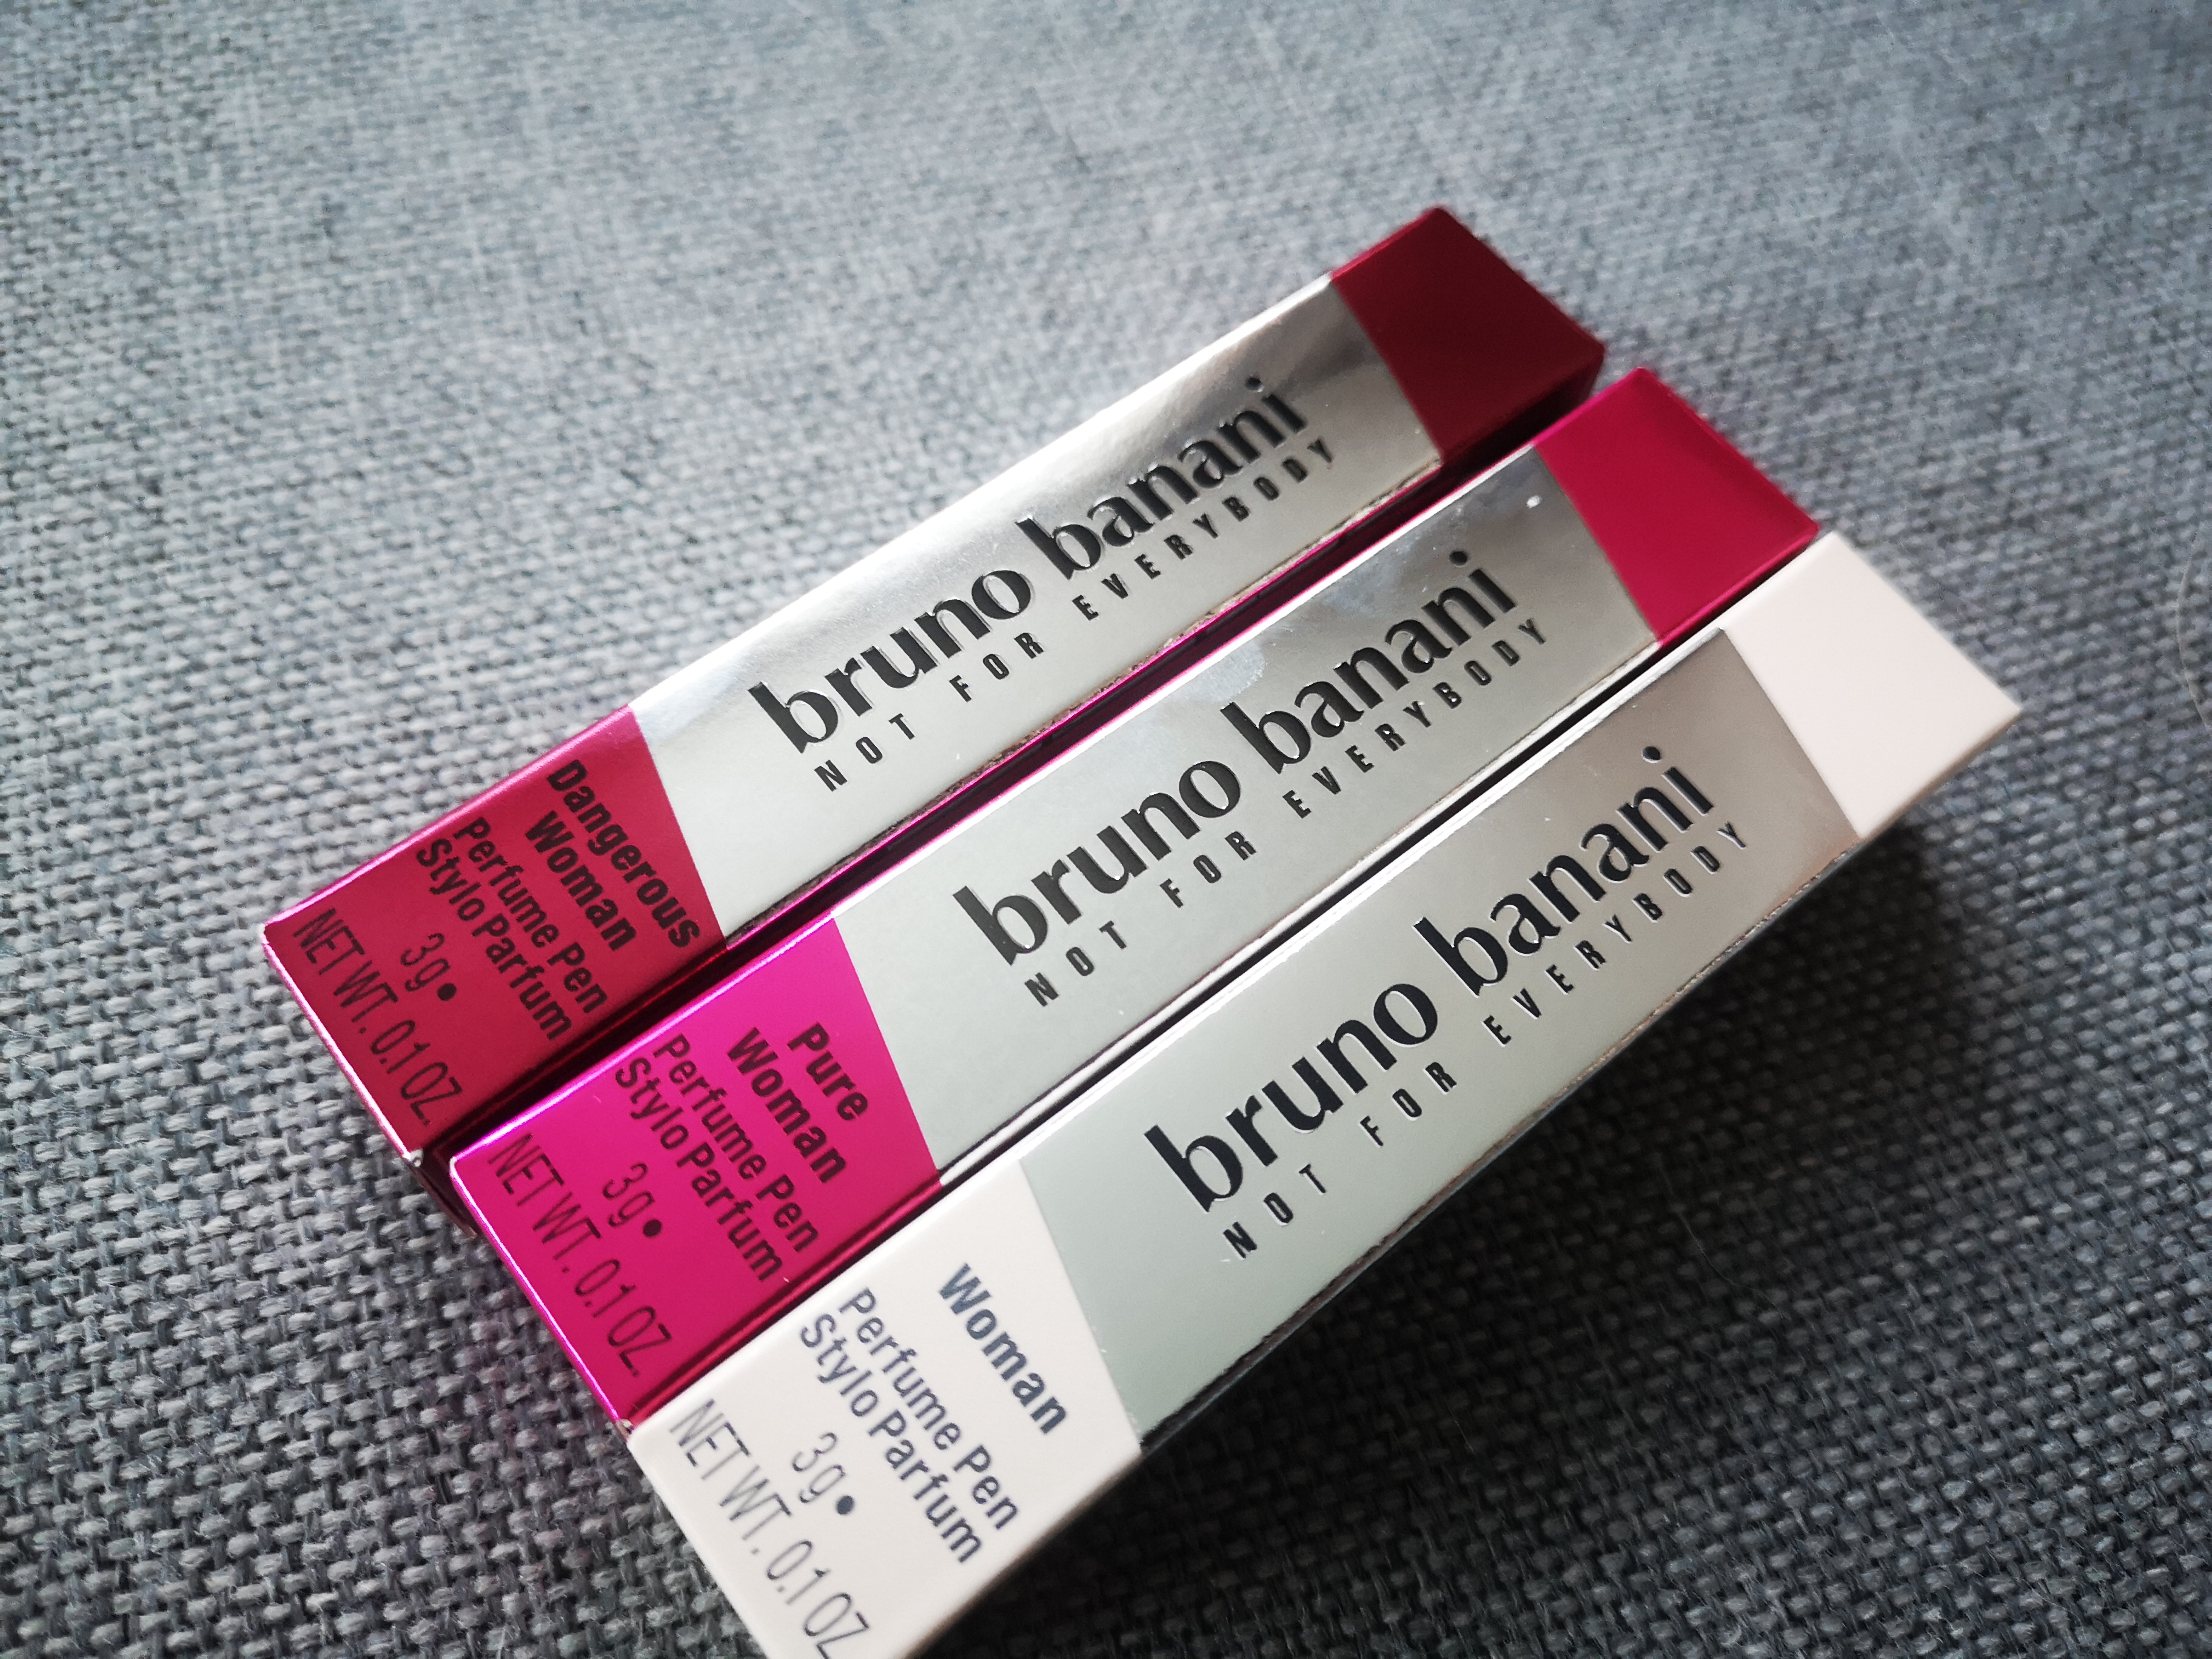 bruno banani
NOT FOR EVERYBODY
Dangerous
Woman
Perfume Pen
Stylo Parfum
3g•
NET WT. 0.1 OZ.
bruno banani
NOT FOR EVERYBODY
Pure
Woman
Perfume Pen
Stylo Parfum
3g•
NET WT. 0.1 OZ.
bruno banani
NOT FOR EVERYBODY
Woman
Perfume Pen
Stylo Parfum
3g•
NET WT. 0.1 OZ